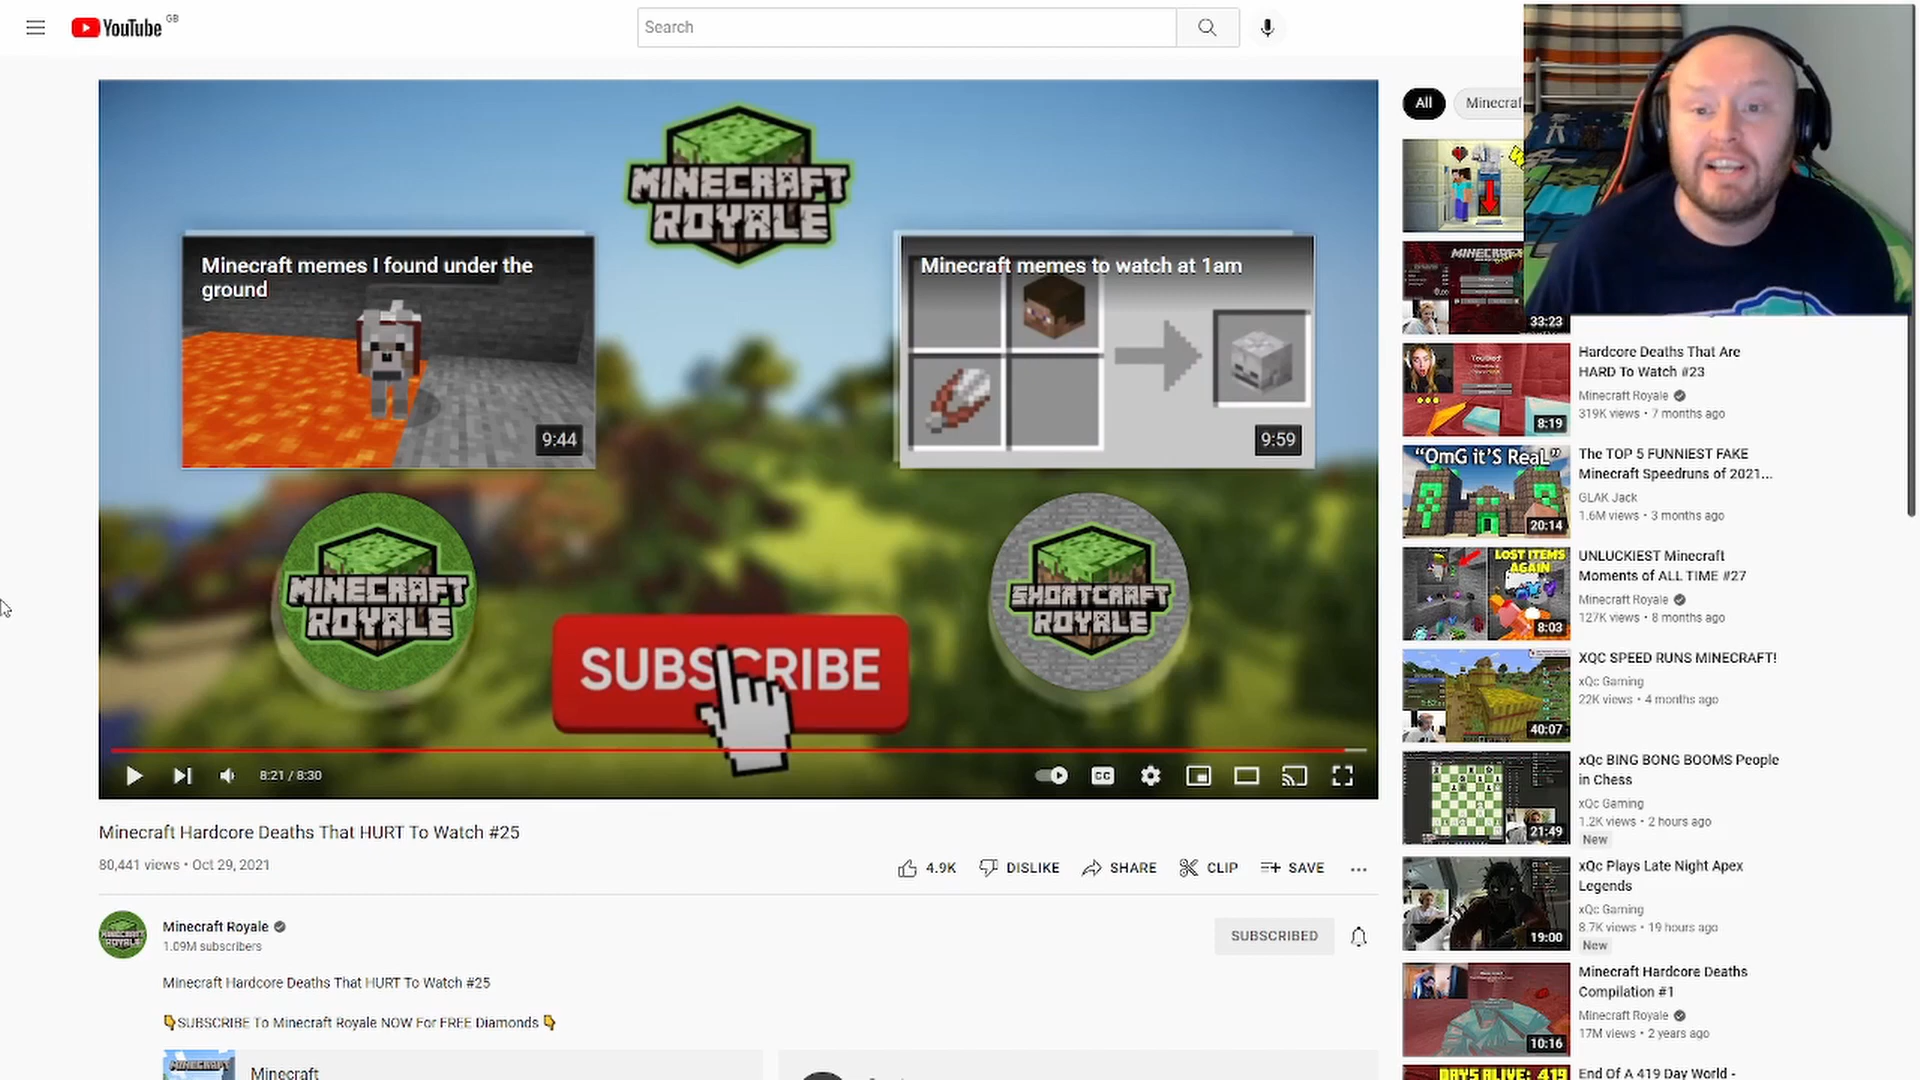 YouTube GB
Search
MINECRAFT
ROYALE
Minecraft memes I found under the
ground
9:44
Minecraft memes to watch at 1am
9:59
MINECRAFT
ROYALE
SHORTCRAFT
ROYALE
SUBSCRIBE
8:21 / 8:30
CC
Minecraft Hardcore Deaths That HURT To Watch #25
80,441 views • Oct 29, 2021
4.9K
DISLIKE
SHARE
CLIP
SAVE
Minecraft Royale
1.09M subscribers
SUBSCRIBED
Minecraft Hardcore Deaths That HURT To Watch #25
👇SUBSCRIBE To Minecraft Royale NOW For FREE Diamonds 👇
MINECRAFT
Minecraft
All
Minecraf
MINECRAFT
33:23
Hardcore Deaths That Are
HARD To Watch #23
Minecraft Royale
319K views • 7 months ago
8:19
"OmG it'S ReaL"
20:14
The TOP 5 FUNNIEST FAKE
Minecraft Speedruns of 2021...
GLAK Jack
1.6M views • 3 months ago
LOST ITEMS
AGAIN
8:03
UNLUCKIEST Minecraft
Moments of ALL TIME #27
Minecraft Royale
127K views • 8 months ago
XQC SPEED RUNS MINECRAFT!
xQc Gaming
22K views • 4 months ago
40:07
xQc BING BONG BOOMS People
in Chess
xQc Gaming
1.2K views • 2 hours ago
New
21:49
xQc Plays Late Night Apex
Legends
xQc Gaming
8.7K views • 19 hours ago
New
19:00
Minecraft Hardcore Deaths
Compilation #1
Minecraft Royale
17M views • 2 years ago
10:16
DAYS ALIVE: 419
End Of A 419 Day World -